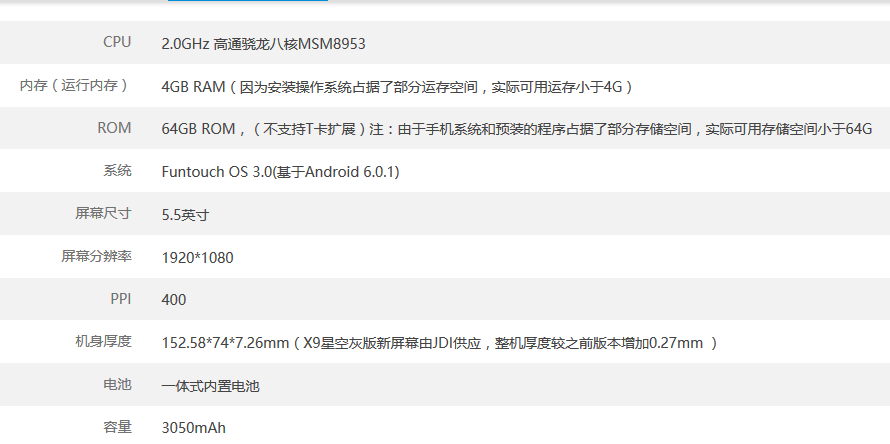 CPU 2.0GHz 高通骁龙八核MSM8953
内存（运行内存） 4GB RAM（因为安装操作系统占据了部分运存空间，实际可用运存小于4G）
ROM 64GB ROM，（不支持T卡扩展）注：由于手机系统和预装的程序占据了部分存储空间，实际可用存储空间小于64G
系统 Funtouch OS 3.0(基于Android 6.0.1)
屏幕尺寸 5.5英寸
屏幕分辨率 1920*1080
PPI 400
机身厚度 152.58*74*7.26mm（X9星空灰版新屏幕由JDI供应，整机厚度较之前版本增加0.27mm ）
电池 一体式内置电池
容量 3050mAh